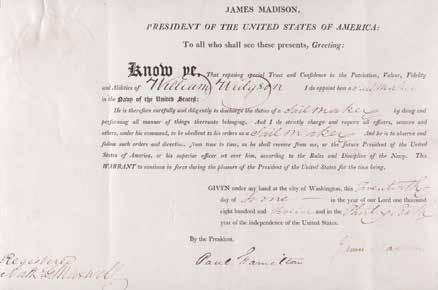 JAMES MADISON,
PRESIDENT OF THE UNITED STATES OF AMERICA:
To all who shall see these presents, Greeting:
KNOW YE, That reposing special Trust and Confidence in the Patriotism, Valour, Fidelity
and Abilities of William I do appoint him a Sail maker
in the Navy of the United States:
He is therefore carefully and diligently to discharge the duties of a Sail maker by doing and
performing all manner of things thereunto belonging. And I do strictly charge and require all officers, seamen and
others, under his command, to be obedient to his orders as a Sail maker And he is to observe and
follow such orders and directions, from time to time, as he shall receive from me, or the future President of the United
States of America, or his superior officer set over him, according to the Rules and Discipline of the Navy. This
WARRANT to continue in force during the pleasure of the President of the United States for the time being.
GIVEN under my hand at the city of Washington, this
day of June in the year of our Lord one thousand
eight hundred and and in the Thirty
year of the independence of the United States.
By the President.
James Madison
Paul Hamilton
Registered